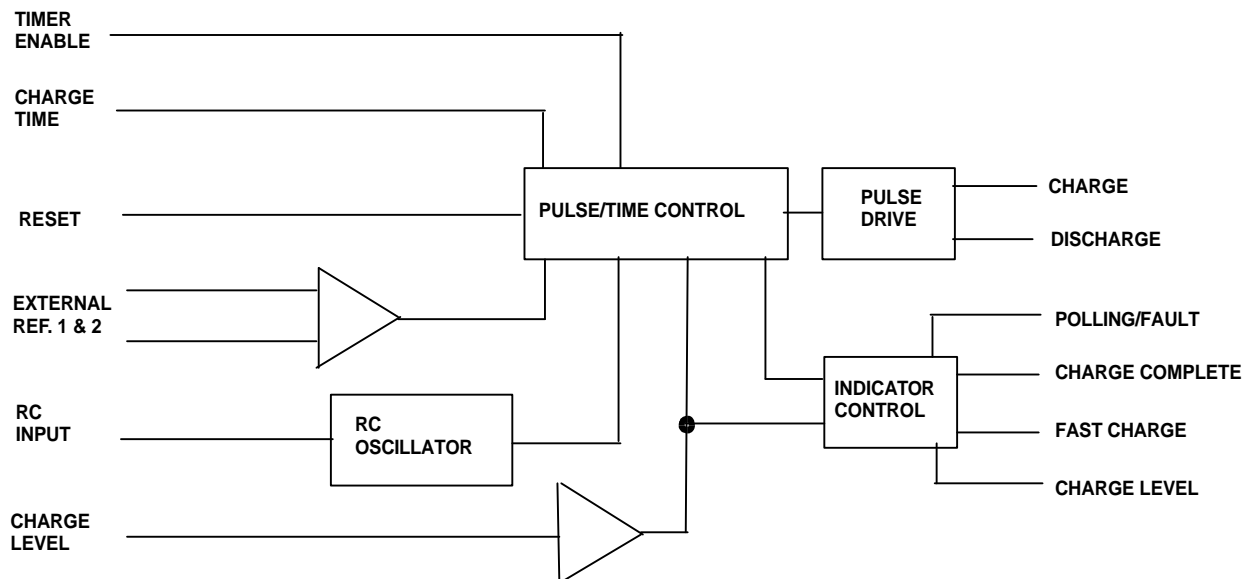 TIMER
ENABLE
CHARGE
TIME
RESET
EXTERNAL
REF. 1 & 2
RC
INPUT
CHARGE
LEVEL
PULSE/TIME CONTROL
RC
OSCILLATOR
PULSE
DRIVE
INDICATOR
CONTROL
CHARGE
DISCHARGE
POLLING/FAULT
CHARGE COMPLETE
FAST CHARGE
CHARGE LEVEL